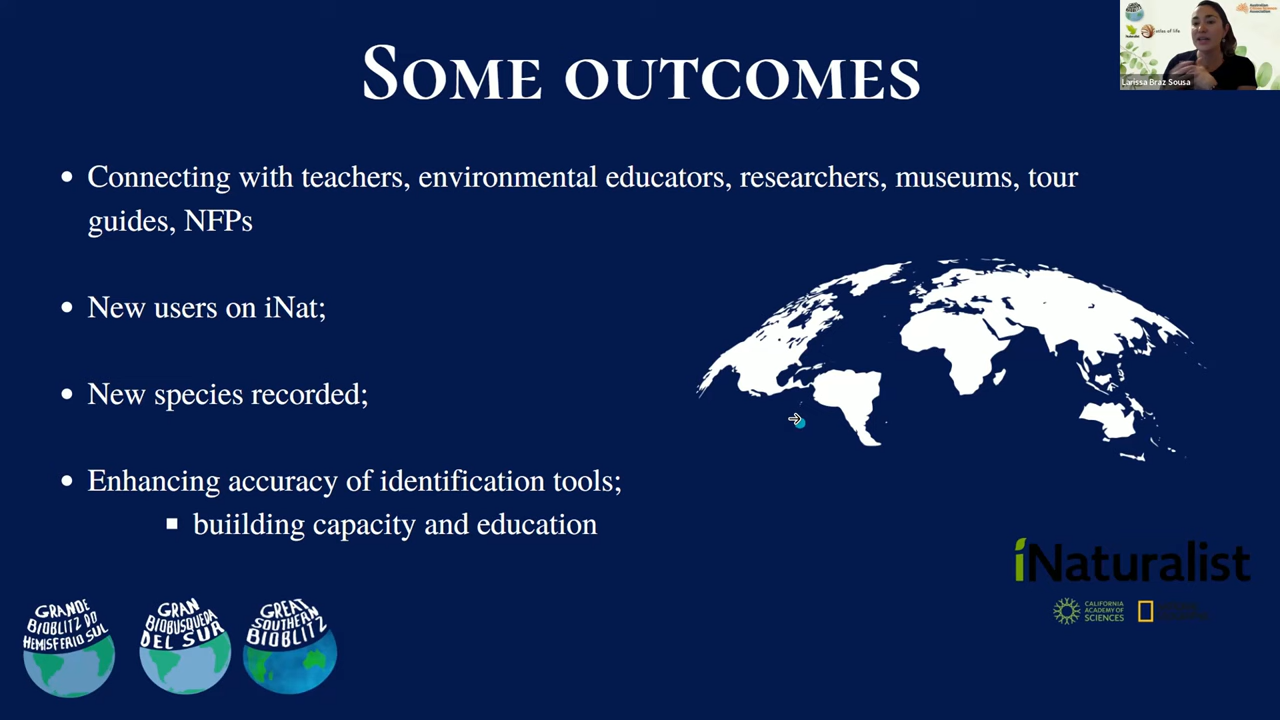 SOME OUTCOMES
Larissa Braz Sousa
• Connecting with teachers, environmental educators, researchers, museums, tour
guides, NFPs
• New users on iNat;
• New species recorded;
• Enhancing accuracy of identification tools;
▪ buiilding capacity and education
iNaturalist
CALIFORNIA
ACADEMY OF
SCIENCES
GRANDE
BIOBLITZ DO
HEMISFERIO SUL
GRAN
BIOBUSQUEDA
DEL SUR
GREAT
SOUTHERN
BIOBLITZ